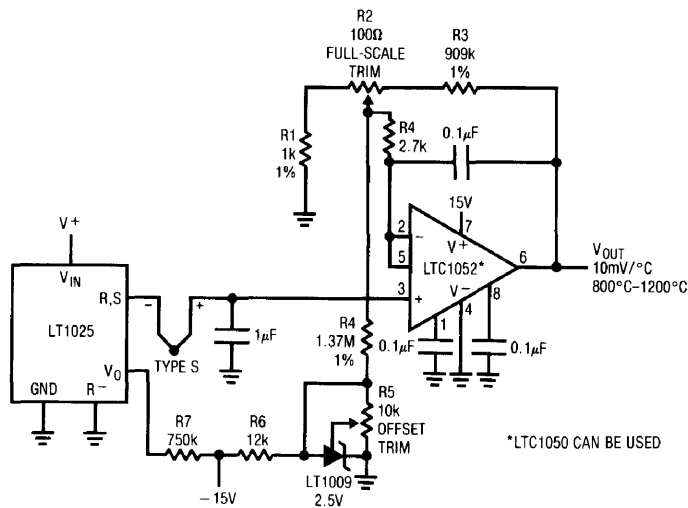 R2
100Ω
FULL-SCALE
TRIM
R3
909k
1%
R1
1k
1%
R4
2.7k
0.1μF
15V
7
V+
2
−
5
LTC1052*
6
3
+
V−
8
1
4
VOUT
10mV/°C
800°C–1200°C
V+
VIN
R,S
−
+
LT1025
TYPE S
1μF
VO
GND
R−
R4
1.37M
1%
0.1μF
0.1μF
R7
750k
R6
12k
R5
10k
OFFSET
TRIM
−15V
LT1009
2.5V
*LTC1050 CAN BE USED